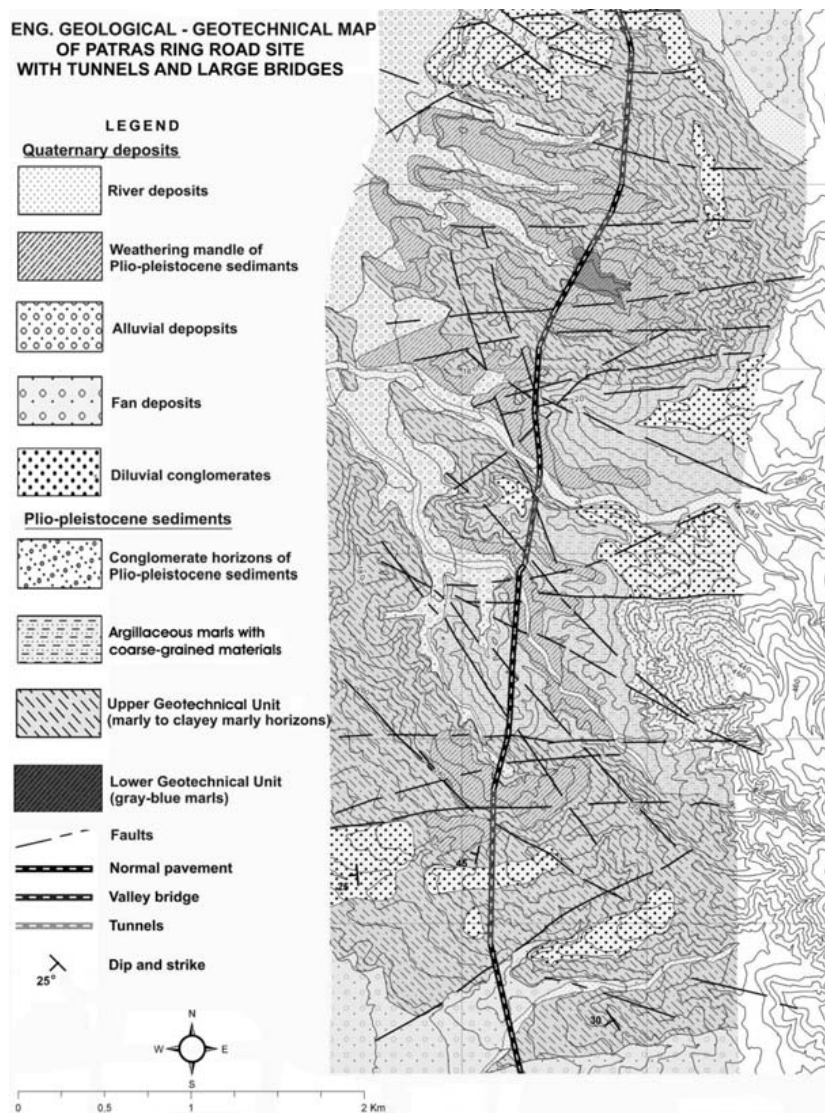 ENG. GEOLOGICAL - GEOTECHNICAL MAP
OF PATRAS RING ROAD SITE
WITH TUNNELS AND LARGE BRIDGES
LEGEND
Quaternary deposits
River deposits
Weathering mandle of
Plio-pleistocene sedimants
Alluvial depopsits
Fan deposits
Diluvial conglomerates
Plio-pleistocene sediments
Conglomerate horizons of
Plio-pleistocene sediments
Argillaceous marls with
coarse-grained materials
Upper Geotechnical Unit
(marly to clayey marly horizons)
Lower Geotechnical Unit
(gray-blue marls)
Faults
Normal pavement
Valley bridge
Tunnels
Dip and strike
25°
N
W E
S
0 0.5 1 2 Km
20
45
30